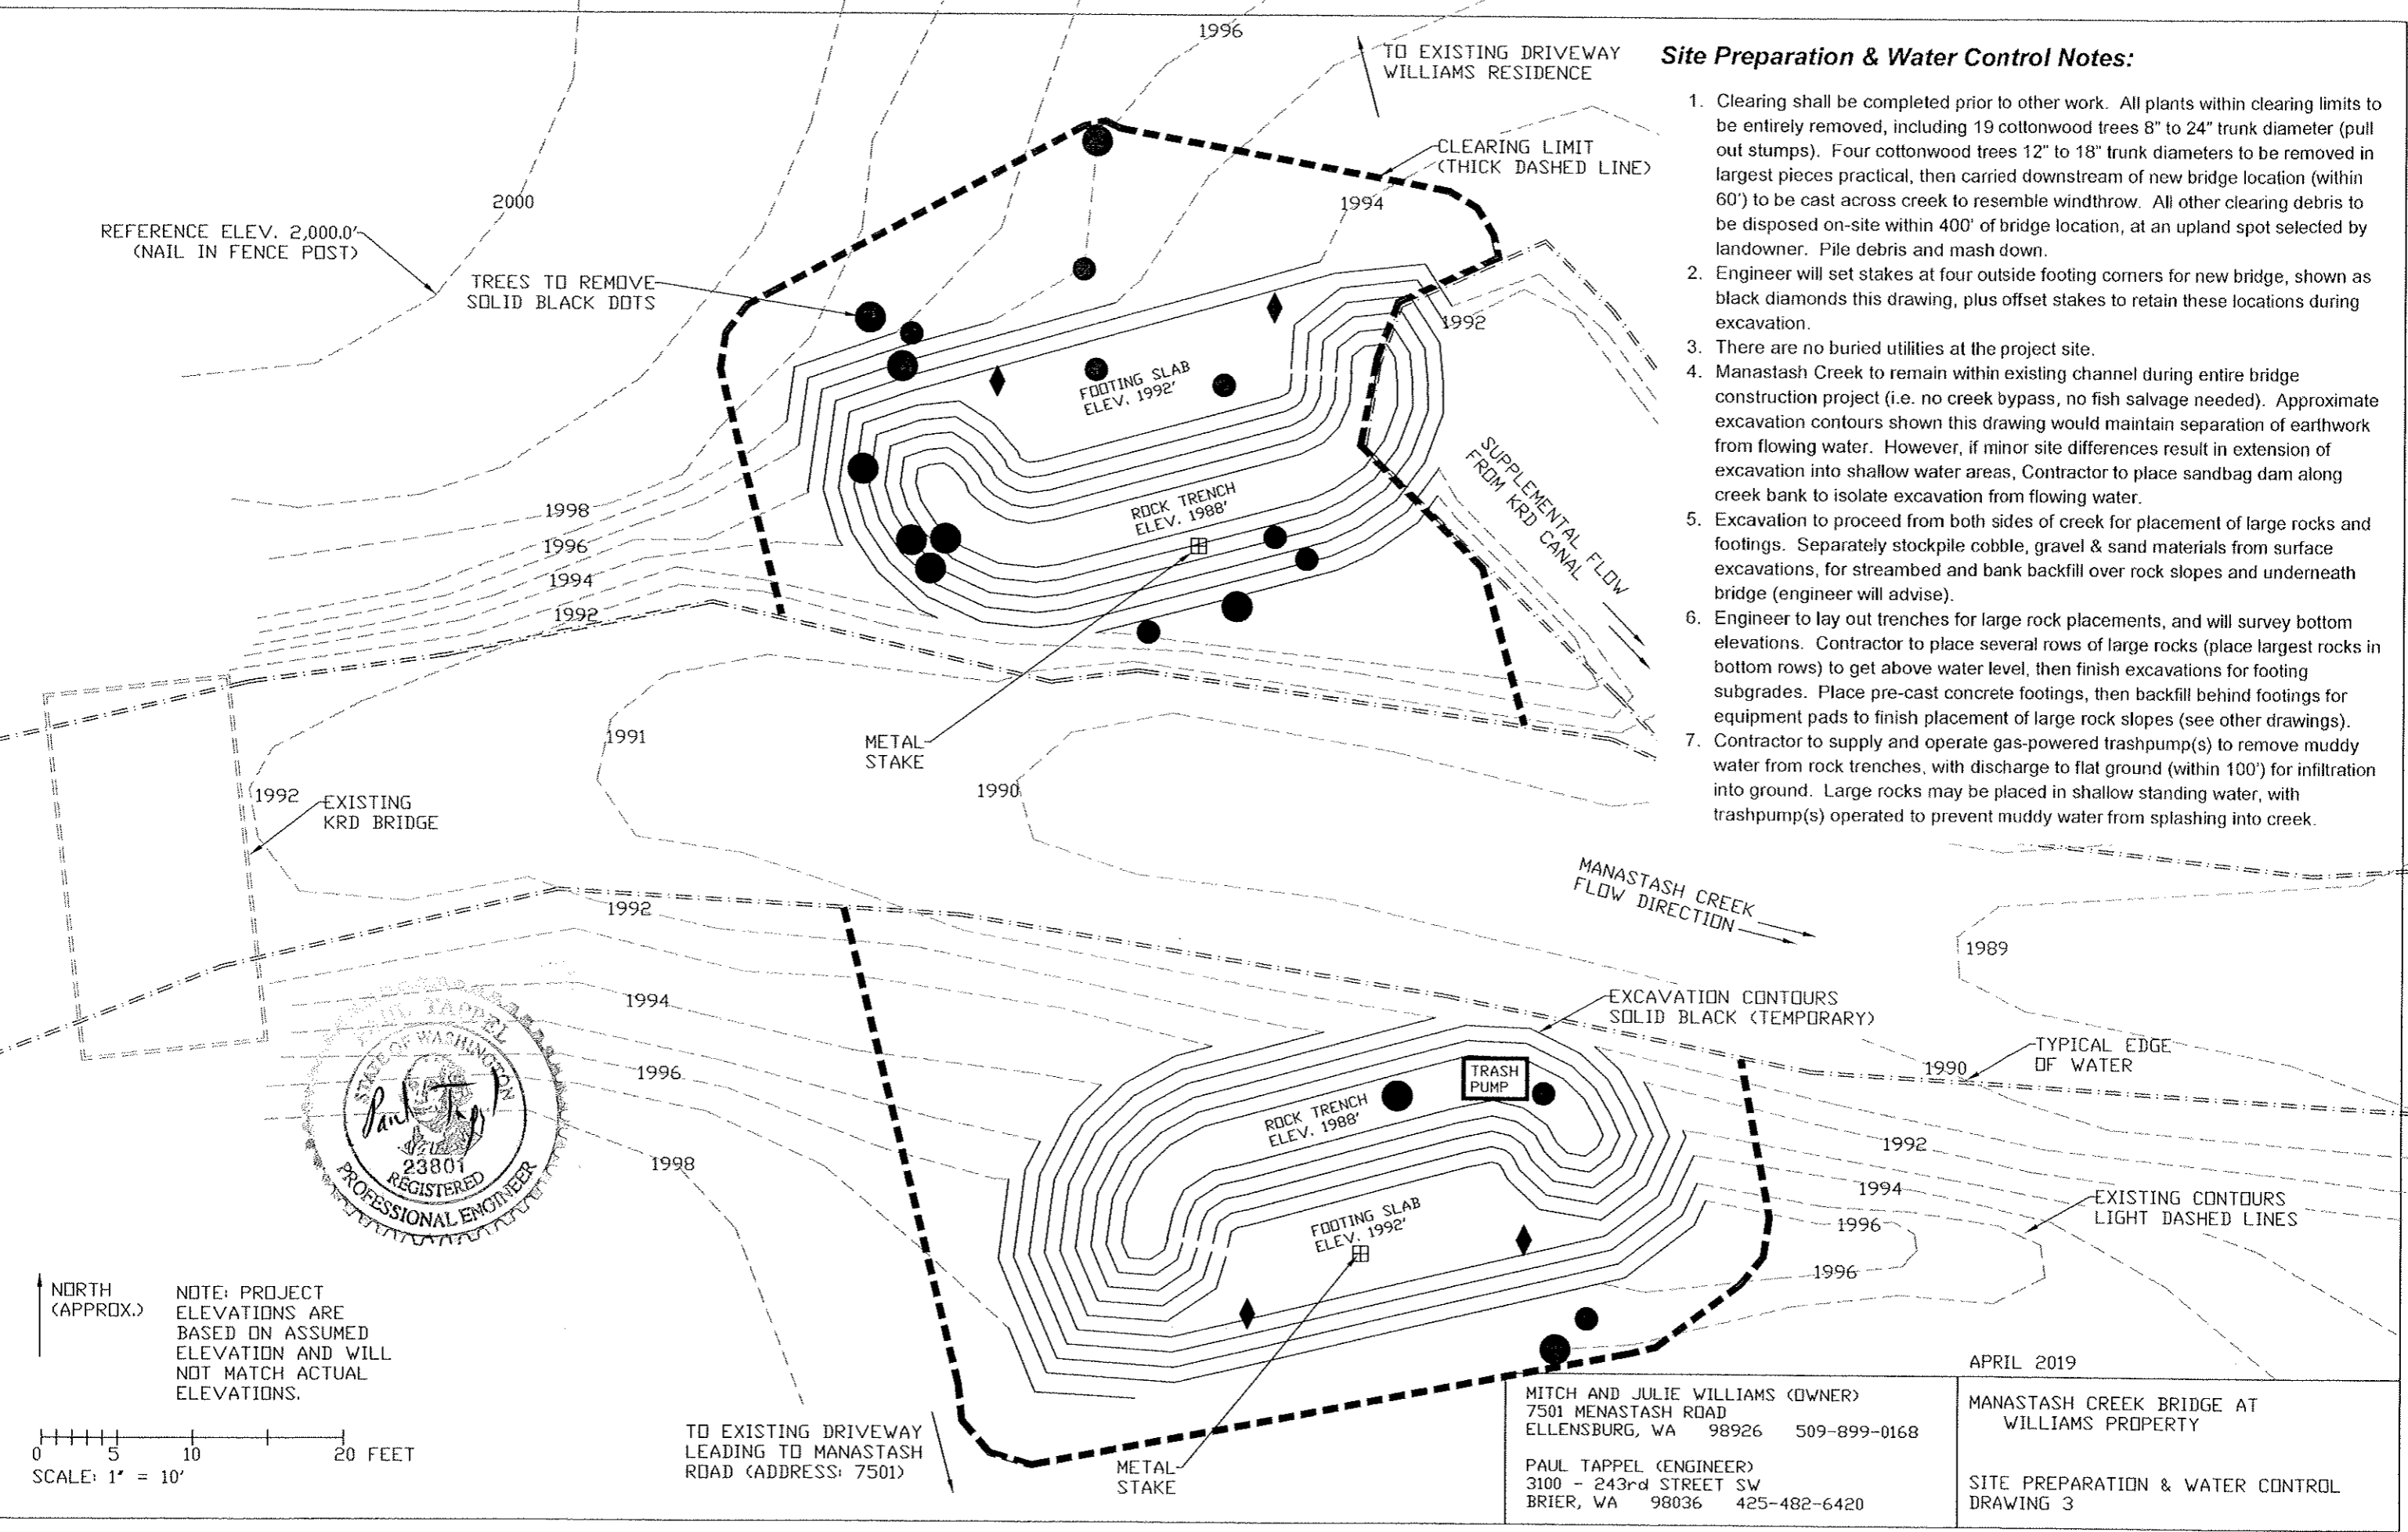 1996
TO EXISTING DRIVEWAY
WILLIAMS RESIDENCE
CLEARING LIMIT
(THICK DASHED LINE)
1994
2000
REFERENCE ELEV. 2,000.0'
(NAIL IN FENCE POST)
TREES TO REMOVE
SOLID BLACK DOTS
1992
FOOTING SLAB
ELEV. 1992'
ROCK TRENCH
ELEV. 1988'
SUPPLEMENTAL FLOW
FROM KRD CANAL
1998
1996
1994
1992
METAL
STAKE
1991
1990
1992
EXISTING
KRD BRIDGE
Site Preparation & Water Control Notes:
1. Clearing shall be completed prior to other work. All plants within clearing limits to
be entirely removed, including 19 cottonwood trees 8" to 24" trunk diameter (pull
out stumps). Four cottonwood trees 12" to 18" trunk diameters to be removed in
largest pieces practical, then carried downstream of new bridge location (within
60') to be cast across creek to resemble windthrow. All other clearing debris to
be disposed on-site within 400' of bridge location, at an upland spot selected by
landowner. Pile debris and mash down.
2. Engineer will set stakes at four outside footing corners for new bridge, shown as
black diamonds this drawing, plus offset stakes to retain these locations during
excavation.
3. There are no buried utilities at the project site.
4. Manastash Creek to remain within existing channel during entire bridge
construction project (i.e. no creek bypass, no fish salvage needed). Approximate
excavation contours shown this drawing would maintain separation of earthwork
from flowing water. However, if minor site differences result in extension of
excavation into shallow water areas, Contractor to place sandbag dam along
creek bank to isolate excavation from flowing water.
5. Excavation to proceed from both sides of creek for placement of large rocks and
footings. Separately stockpile cobble, gravel & sand materials from surface
excavations, for streambed and bank backfill over rock slopes and underneath
bridge (engineer will advise).
6. Engineer to lay out trenches for large rock placements, and will survey bottom
elevations. Contractor to place several rows of large rocks (place largest rocks in
bottom rows) to get above water level, then finish excavations for footing
subgrades. Place pre-cast concrete footings, then backfill behind footings for
equipment pads to finish placement of large rock slopes (see other drawings).
7. Contractor to supply and operate gas-powered trashpump(s) to remove muddy
water from rock trenches, with discharge to flat ground (within 100') for infiltration
into ground. Large rocks may be placed in shallow standing water, with
trashpump(s) operated to prevent muddy water from splashing into creek.
MANASTASH CREEK
FLOW DIRECTION
1989
1992
1994
1996
1998
EXCAVATION CONTOURS
SOLID BLACK (TEMPORARY)
TYPICAL EDGE
OF WATER
1990
1992
1994
1996
1996
EXISTING CONTOURS
LIGHT DASHED LINES
TRASH
PUMP
ROCK TRENCH
ELEV. 1988'
FOOTING SLAB
ELEV. 1992'
METAL
STAKE
PAUL TAPPEL
STATE OF WASHINGTON
23801
REGISTERED
PROFESSIONAL ENGINEER
NORTH
(APPROX.)
NOTE: PROJECT
ELEVATIONS ARE
BASED ON ASSUMED
ELEVATION AND WILL
NOT MATCH ACTUAL
ELEVATIONS.
0 5 10 20 FEET
SCALE: 1" = 10'
TO EXISTING DRIVEWAY
LEADING TO MANASTASH
ROAD (ADDRESS: 7501)
MITCH AND JULIE WILLIAMS (OWNER)
7501 MENASTASH ROAD
ELLENSBURG, WA 98926 509-899-0168
PAUL TAPPEL (ENGINEER)
3100 - 243rd STREET SW
BRIER, WA 98036 425-482-6420
APRIL 2019
MANASTASH CREEK BRIDGE AT
WILLIAMS PROPERTY
SITE PREPARATION & WATER CONTROL
DRAWING 3